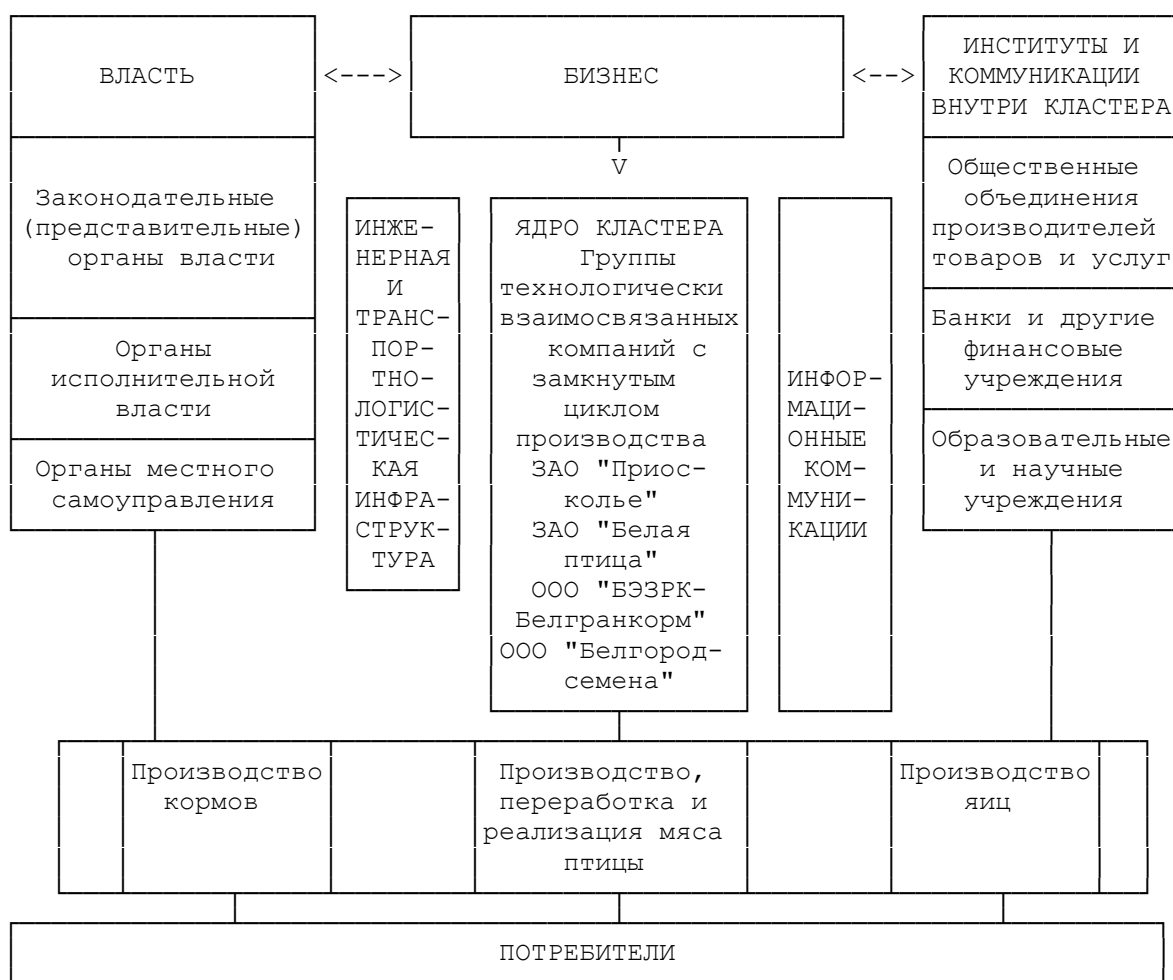 ВЛАСТЬ
<--->
БИЗНЕС
<-->
ИНСТИТУТЫ И
КОММУНИКАЦИИ
ВНУТРИ КЛАСТЕРА
V
Законодательные
(представительные)
органы власти
Органы
исполнительной
власти
Органы местного
самоуправления
ИНЖЕ-
НЕРНАЯ
И
ТРАНС-
ПОР-
ТНО-
ЛОГИС-
ТИЧЕС-
КАЯ
ИНФРА-
СТРУК-
ТУРА
ЯДРО КЛАСТЕРА
Группы
технологически
взаимосвязанных
компаний с
замкнутым
циклом
производства
ЗАО "Приос-
колье"
ЗАО "Белая
птица"
ООО "БЭЗРК-
Белгранкорм"
ООО "Белгород-
семена"
ИНФОР-
МАЦИ-
ОННЫЕ
КОМ-
МУНИ-
КАЦИИ
Общественные
объединения
производителей
товаров и услуг
Банки и другие
финансовые
учреждения
Образовательные
и научные
учреждения
Производство
кормов
Производство,
переработка и
реализация мяса
птицы
Производство
яиц
ПОТРЕБИТЕЛИ